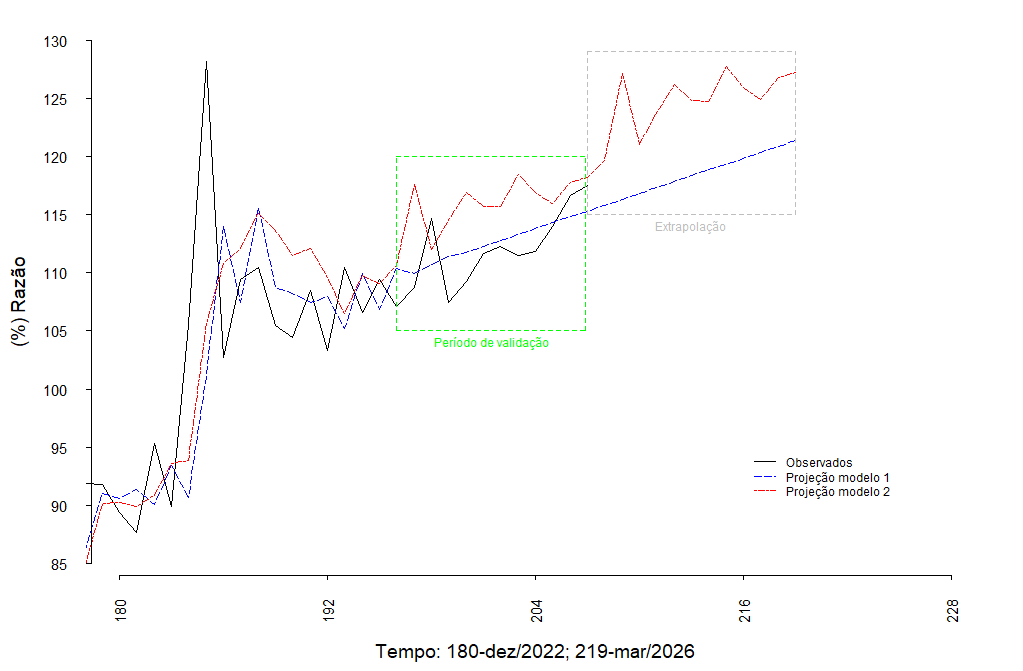 130
125
120
115
110
105
100
95
90
85
(%) Razão
Período de validação
Extrapolação
Observados
Projeção modelo 1
Projeção modelo 2
180
192
204
216
228
Tempo: 180-dez/2022; 219-mar/2026